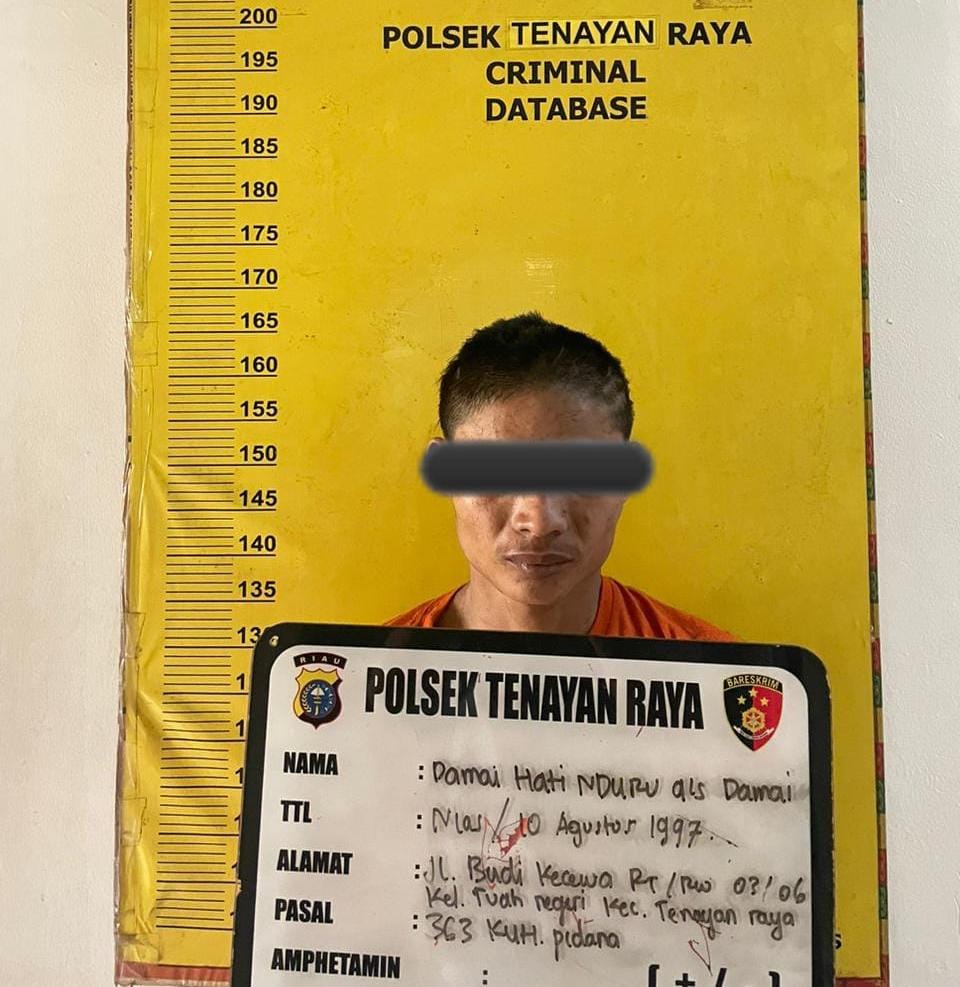 200
POLSEK TENAYAN RAYA
CRIMINAL
DATABASE
195
190
185
180
175
170
165
160
155
150
145
140
135
13
RIAU
POLSEK TENAYAN RAYA
BARESKRIM
NAMA : Damai Hati NDURU als Damai
TTL : Nias / 10 Agustus 1997.
ALAMAT : Jl. Budi Kecewa RT/RW 03/06
Kel. Tuah negri Kec. Tenayan raya
PASAL : 363 KUH. pidana
AMPHETAMIN : [+/-]